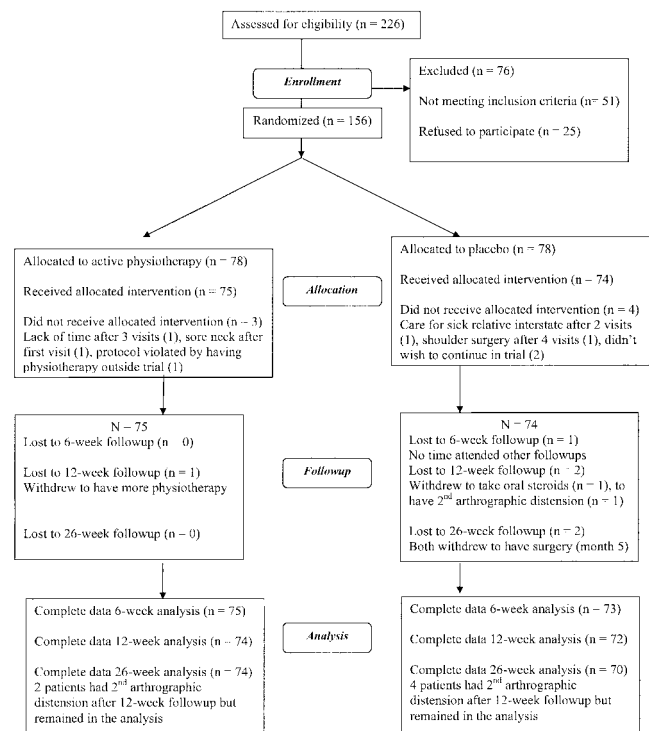 Assessed for eligibility (n = 226)
Enrollment
Excluded (n = 76)
Not meeting inclusion criteria (n= 51)
Refused to participate (n = 25)
Randomized (n = 156)
Allocated to active physiotherapy (n = 78)
Received allocated intervention (n – 75)
Did not receive allocated intervention (n – 3)
Lack of time after 3 visits (1), sore neck after
first visit (1), protocol violated by having
physiotherapy outside trial (1)
Allocation
Allocated to placebo (n = 78)
Received allocated intervention (n – 74)
Did not receive allocated intervention (n = 4)
Care for sick relative interstate after 2 visits
(1), shoulder surgery after 4 visits (1), didn't
wish to continue in trial (2)
N – 75
Lost to 6-week followup (n – 0)
Lost to 12-week followup (n = 1)
Withdrew to have more physiotherapy
Lost to 26-week followup (n – 0)
Followup
N = 74
Lost to 6-week followup (n = 1)
No time attended other followups
Lost to 12-week followup (n – 2)
Withdrew to take oral steroids (n = 1), to
have 2nd arthrographic distension (n = 1)
Lost to 26-week followup (n = 2)
Both withdrew to have surgery (month 5)
Complete data 6-week analysis (n = 75)
Complete data 12-week analysis (n – 74)
Complete data 26-week analysis (n = 74)
2 patients had 2nd arthrographic
distension after 12-week followup but
remained in the analysis
Analysis
Complete data 6-week analysis (n – 73)
Complete data 12-week analysis (n = 72)
Complete data 26-week analysis (n = 70)
4 patients had 2nd arthrographic
distension after 12-week followup but
remained in the analysis